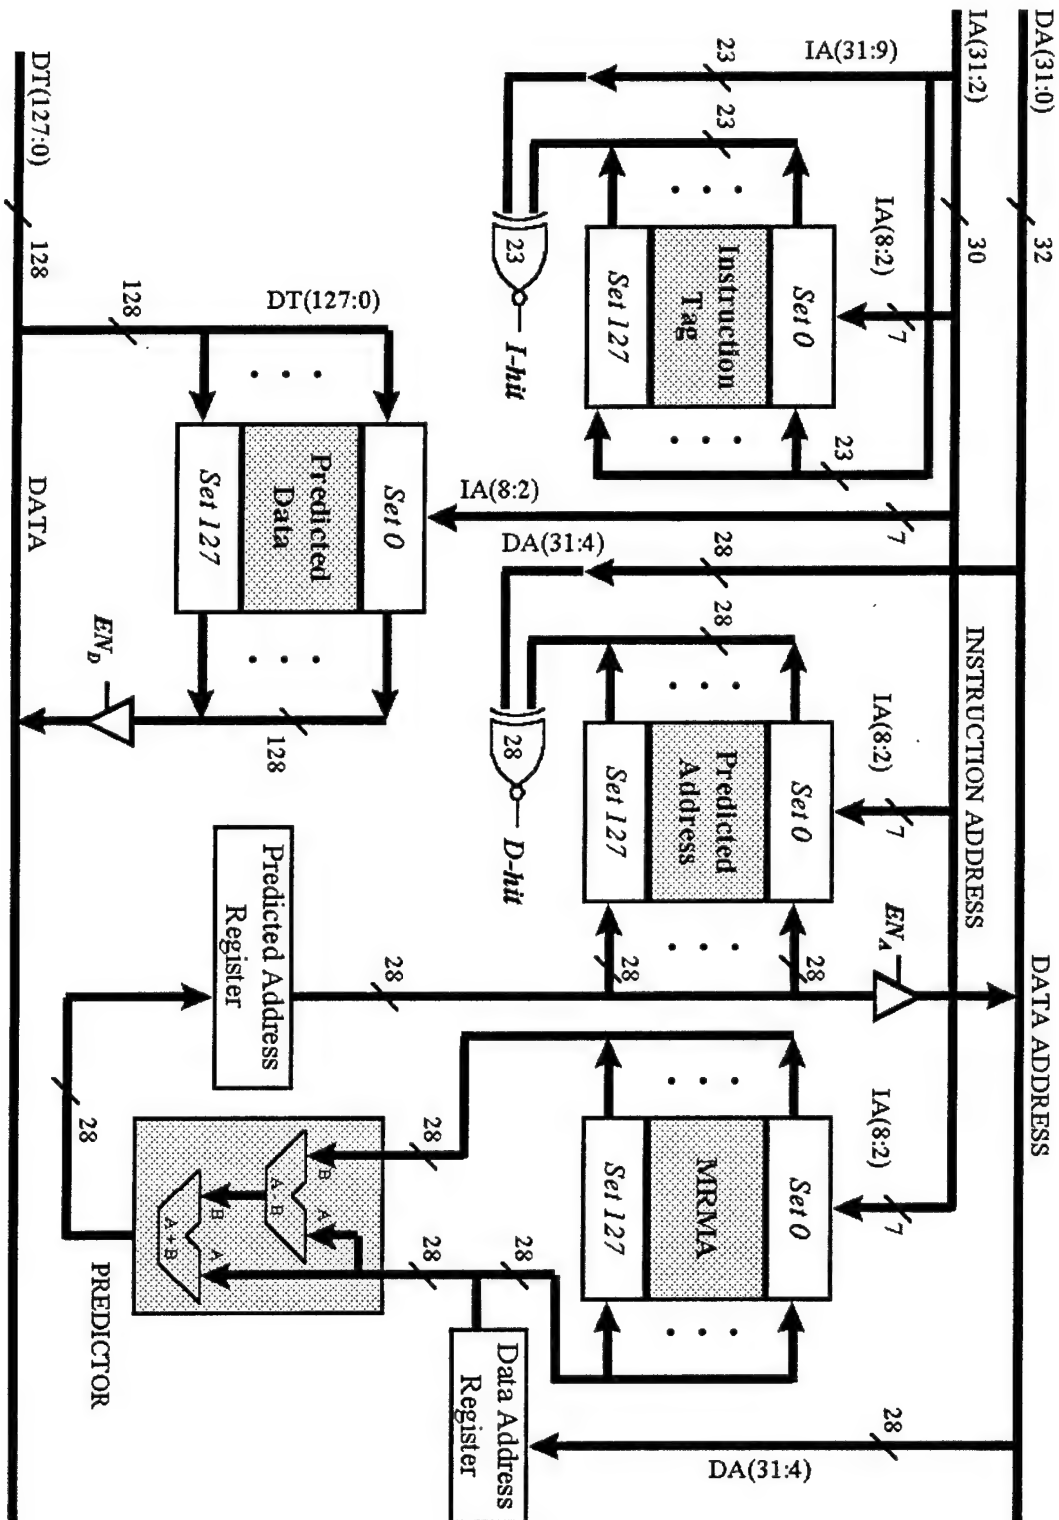 DA(31:0)
32
DATA ADDRESS
IA(31:2)
30
INSTRUCTION ADDRESS
IA(8:2)
7
IA(8:2)
7
IA(8:2)
7
EN_A
IA(31:9)
23
23
23
Set 0
Instruction
Tag
Set 127
23
I-hit
7
IA(8:2)
DA(31:4)
28
28
Set 0
Predicted
Address
Set 127
28
28
28
D-hit
Set 0
MRMA
Set 127
28
DA(31:4)
Data Address
Register
28
28
28
B
A
A B
B
A
A + B
PREDICTOR
28
Predicted Address
Register
28
DT(127:0)
128
Set 0
Predicted
Data
Set 127
128
EN_D
DT(127:0)
128
DATA